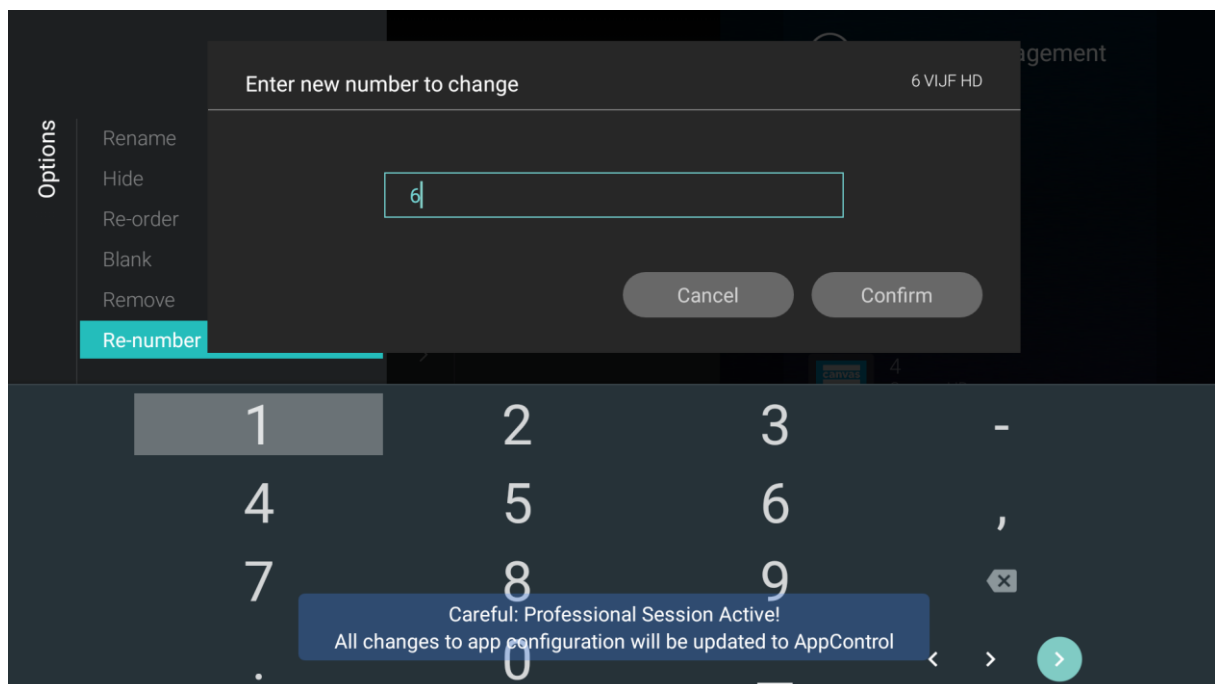 agement
Enter new number to change
6 VIJF HD
Options
Rename
Hide
Re-order
Blank
Remove
Re-number
6
Cancel
Confirm
canvas
4
1 2 3 -
4 5 6 ,
7 8 9
Careful: Professional Session Active!
All changes to app configuration will be updated to AppControl
. 0 _
< > >